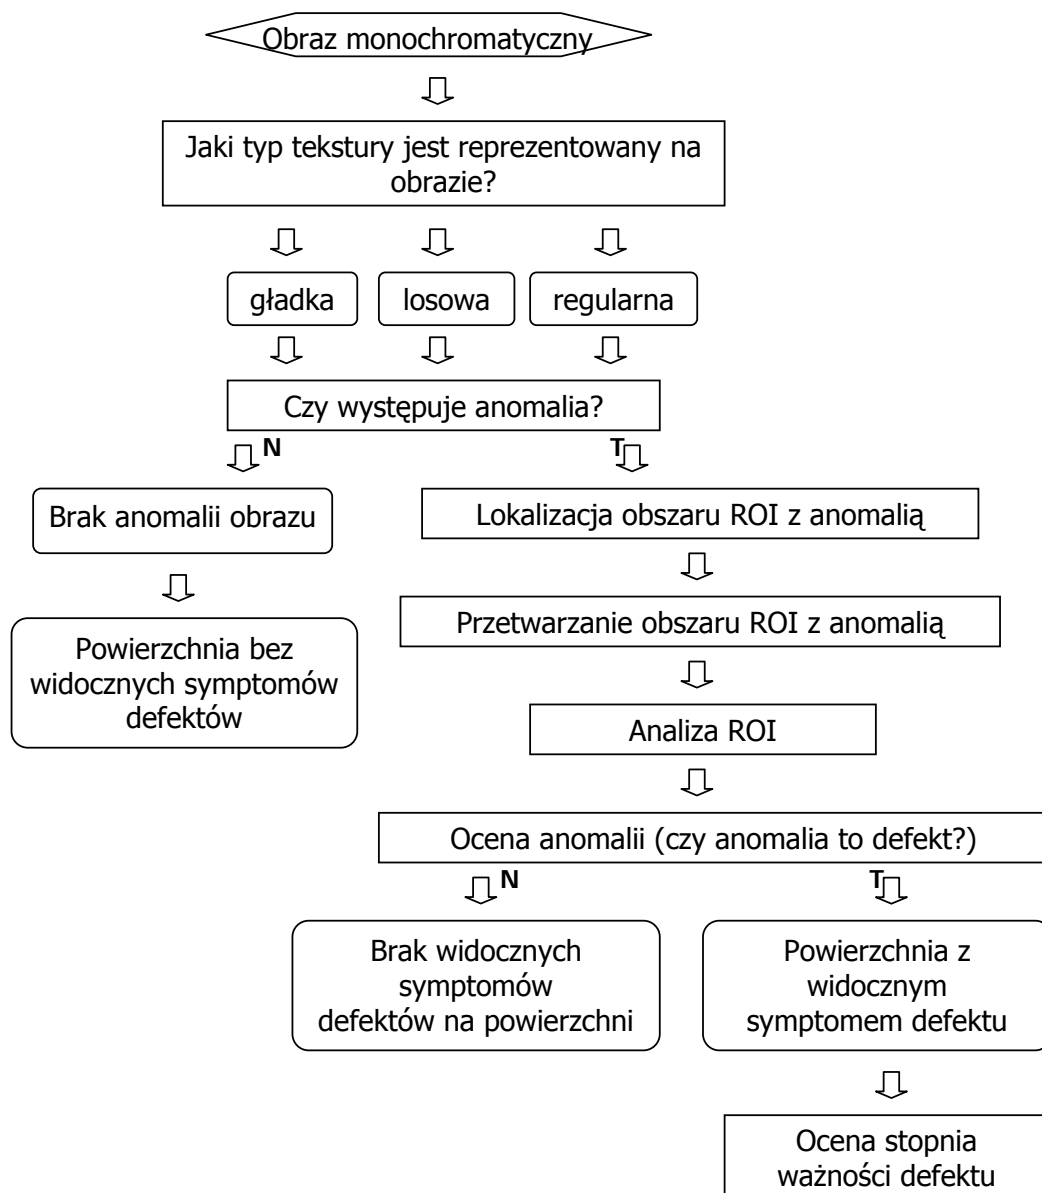 Obraz monochromatyczny
Jaki typ tekstury jest reprezentowany na
obrazie?
gładka
losowa
regularna
Czy występuje anomalia?
N
T
Brak anomalii obrazu
Lokalizacja obszaru ROI z anomalią
Przetwarzanie obszaru ROI z anomalią
Powierzchnia bez
widocznych symptomów
defektów
Analiza ROI
Ocena anomalii (czy anomalia to defekt?)
N
T
Brak widocznych
symptomów
defektów na powierzchni
Powierzchnia z
widocznym
symptomem defektu
Ocena stopnia
ważności defektu